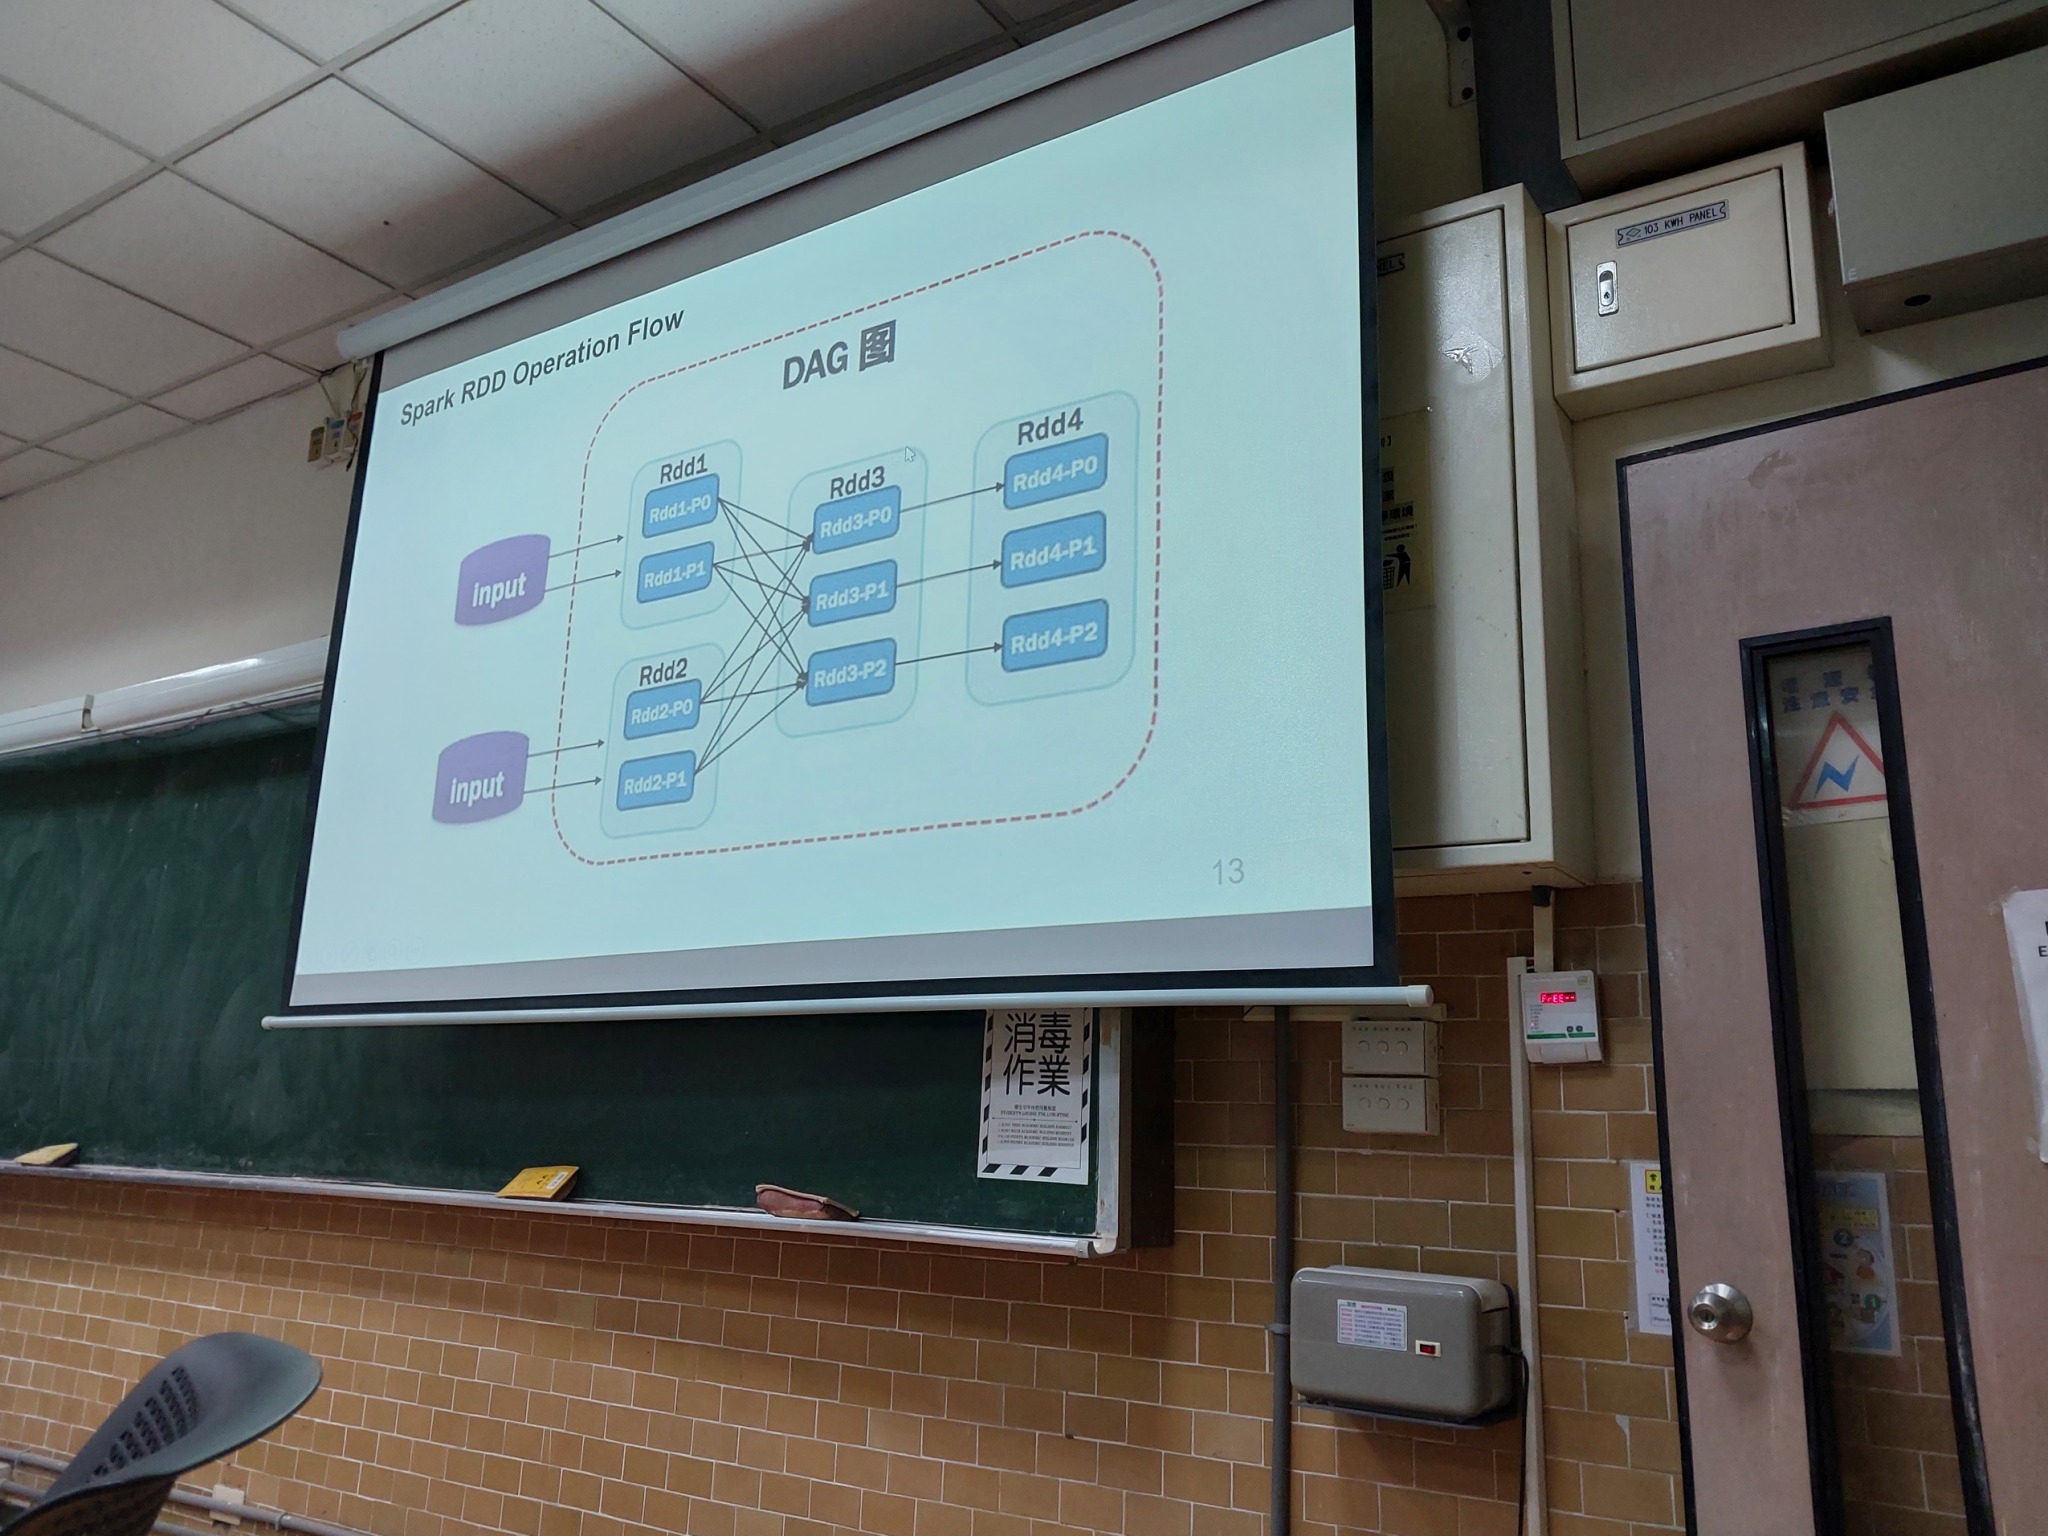 Spark RDD Operation Flow
DAG 图
Rdd1
Rdd1-P0
Rdd1-P1
Rdd2
Rdd2-P0
Rdd2-P1
input
input
Rdd3
Rdd3-P0
Rdd3-P1
Rdd3-P2
Rdd4
Rdd4-P0
Rdd4-P1
Rdd4-P2
13
103 KWH PANEL
消毒
作業
FrEE--